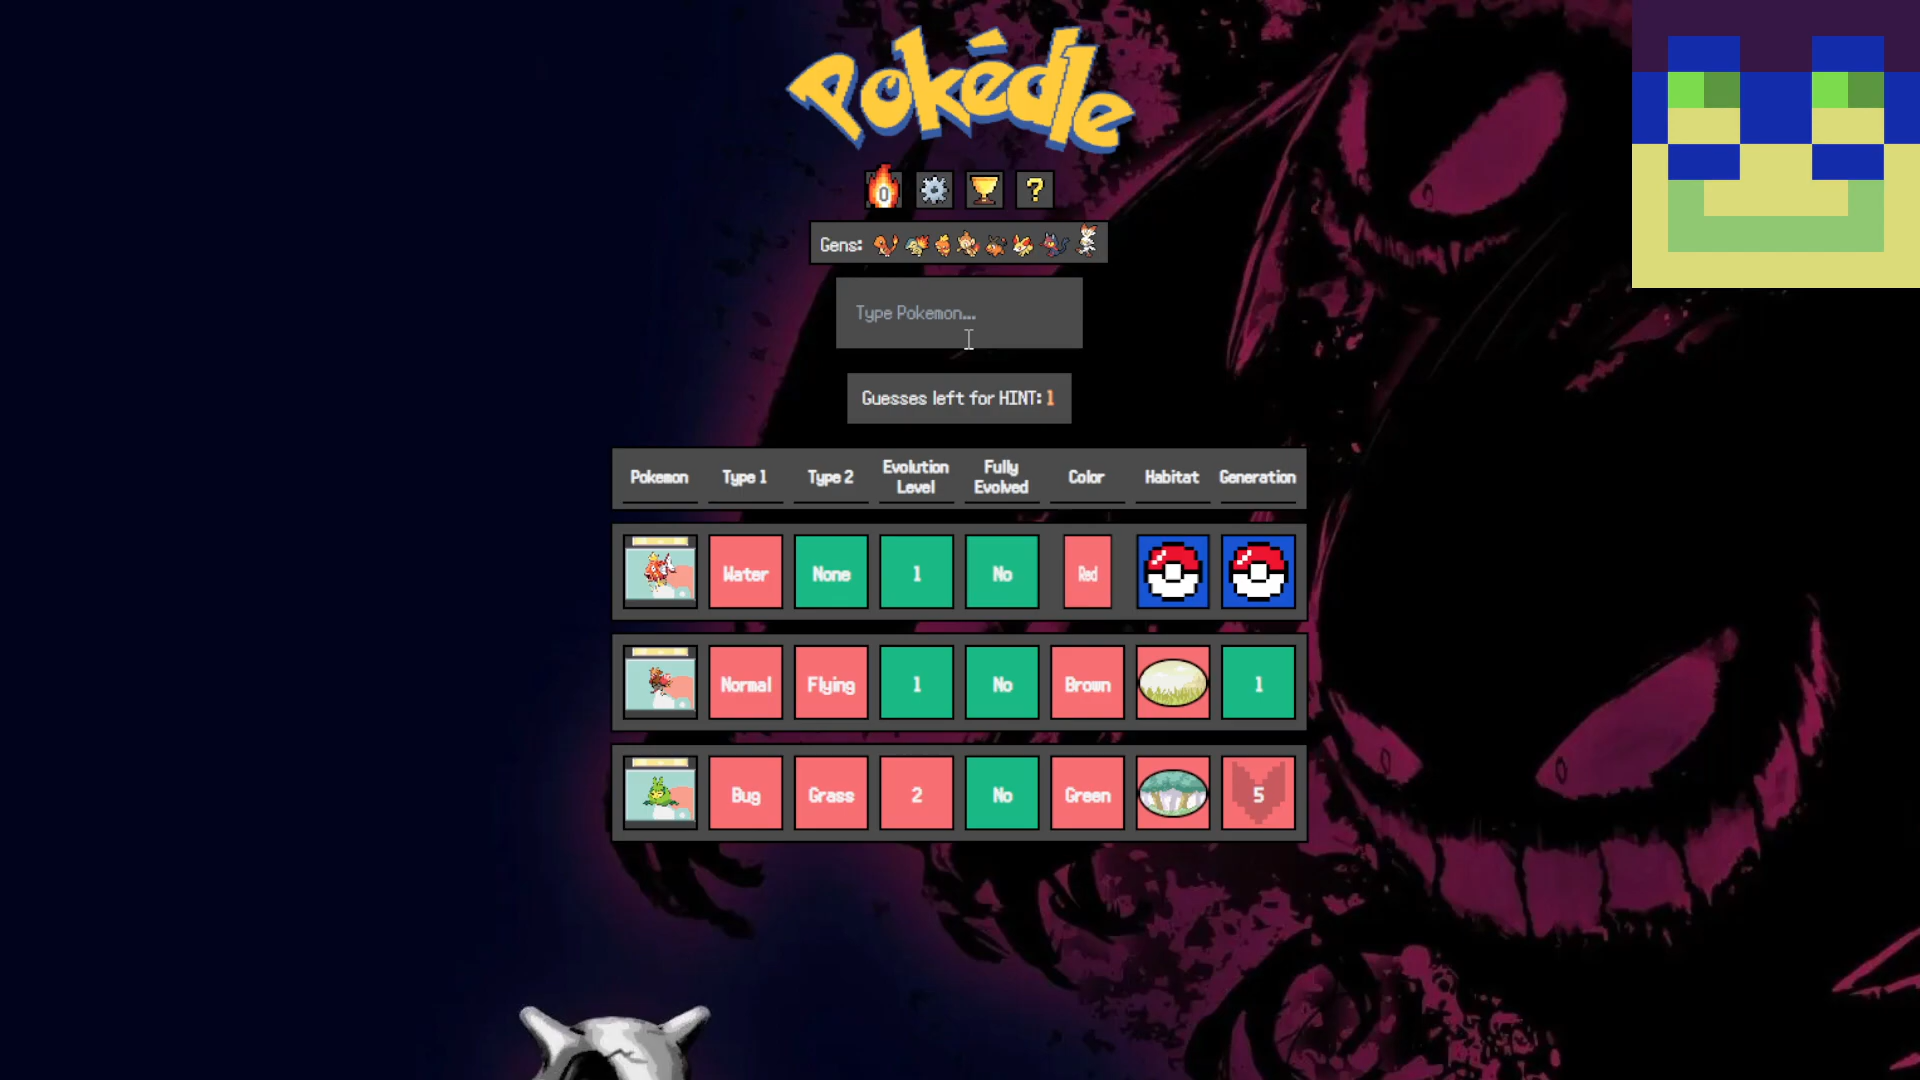 Pokédle
0
?
Gens:
Type Pokemon...
Guesses left for HINT: 1
Pokemon Type 1 Type 2 Evolution Level Fully Evolved Color Habitat Generation
Water None 1 No Red
Normal Flying 1 No Brown 1
Bug Grass 2 No Green 5